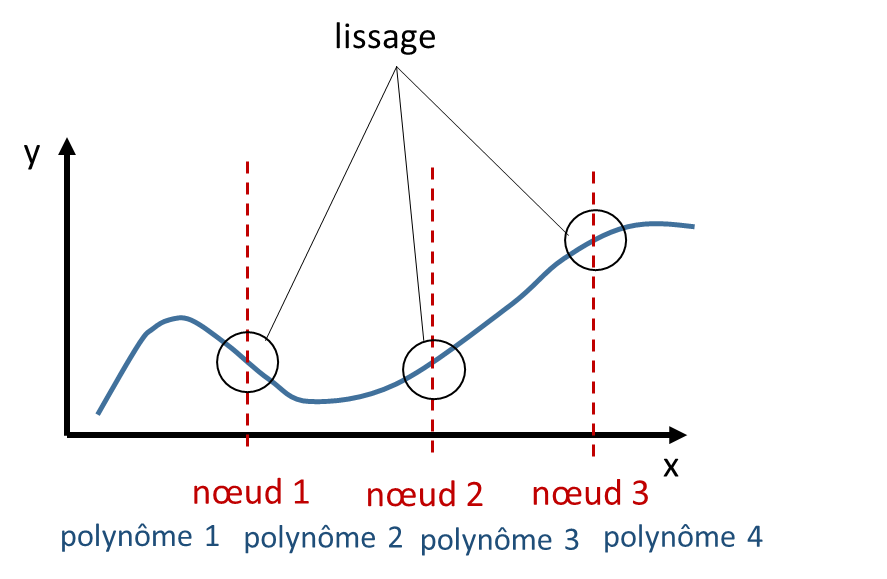 lissage
y
x
nœud 1 nœud 2 nœud 3
polynôme 1 polynôme 2 polynôme 3 polynôme 4